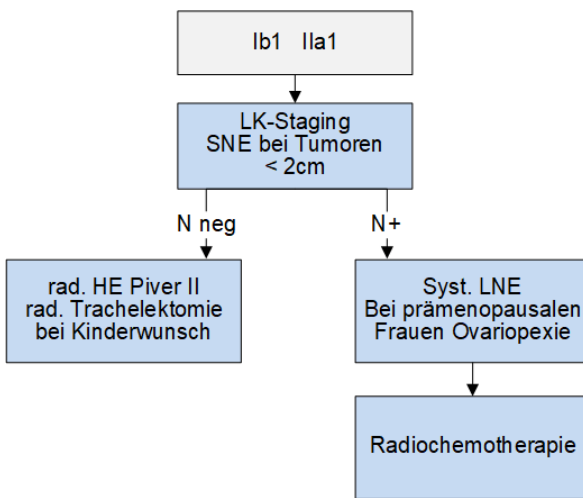 Ib1 IIa1
LK-Staging
SNE bei Tumoren
< 2cm
N neg
N+
rad. HE Piver II
rad. Trachelektomie
bei Kinderwunsch
Syst. LNE
Bei prämenopausalen
Frauen Ovariopexie
Radiochemotherapie